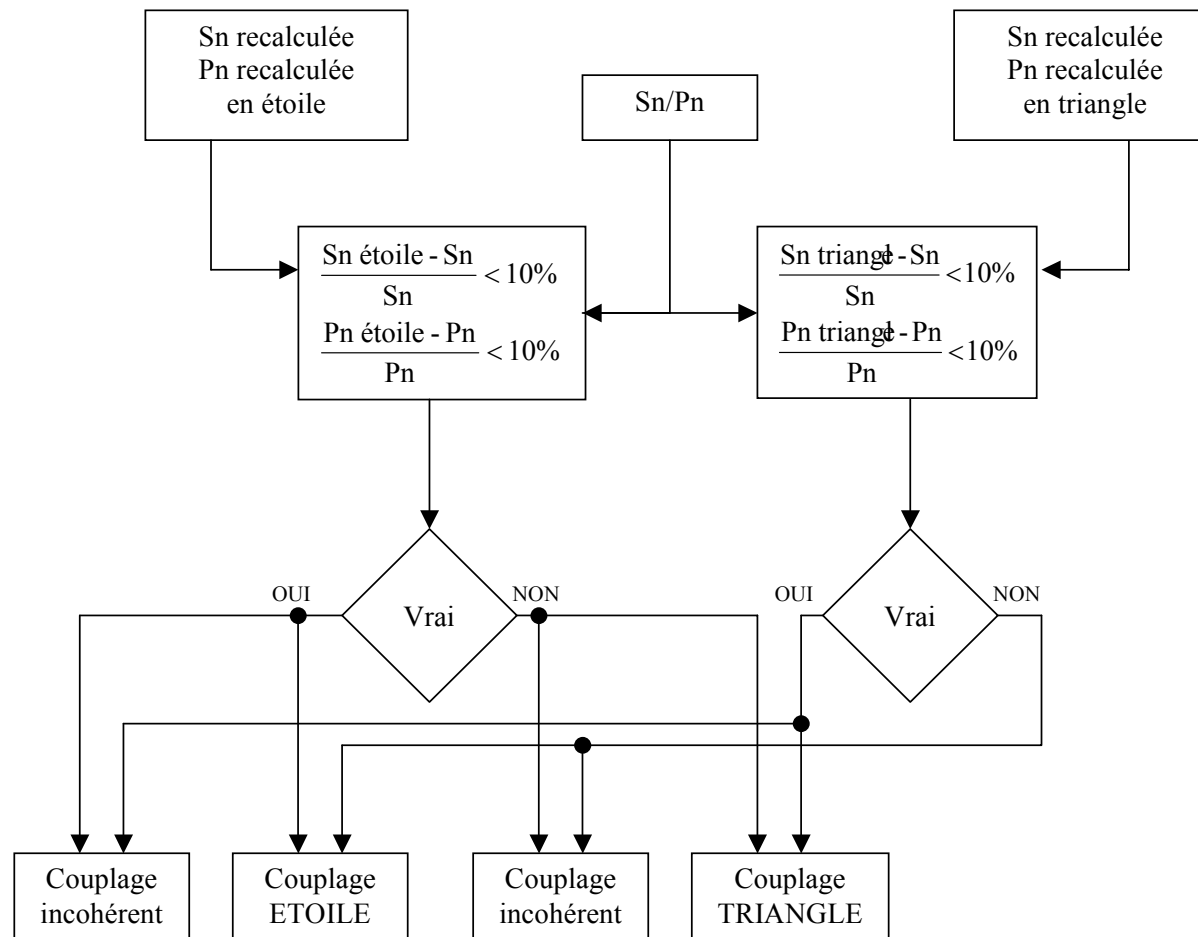 Sn recalculée
Pn recalculée
en étoile
Sn/Pn
Sn recalculée
Pn recalculée
en triangle
Sn étoile - Sn
Sn
< 10%
Pn étoile - Pn
Pn
< 10%
Sn triangle - Sn
Sn
< 10%
Pn triangle - Pn
Pn
< 10%
OUI
Vrai
NON
OUI
Vrai
NON
Couplage
incohérent
Couplage
ETOILE
Couplage
incohérent
Couplage
TRIANGLE